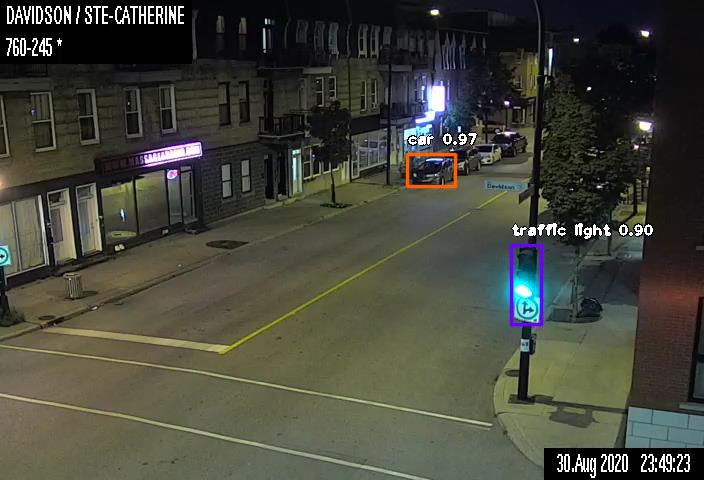 DAVIDSON / STE-CATHERINE
760-245 *
car 0.97
Davidson
traffic light 0.90
30.Aug 2020 23:49:23